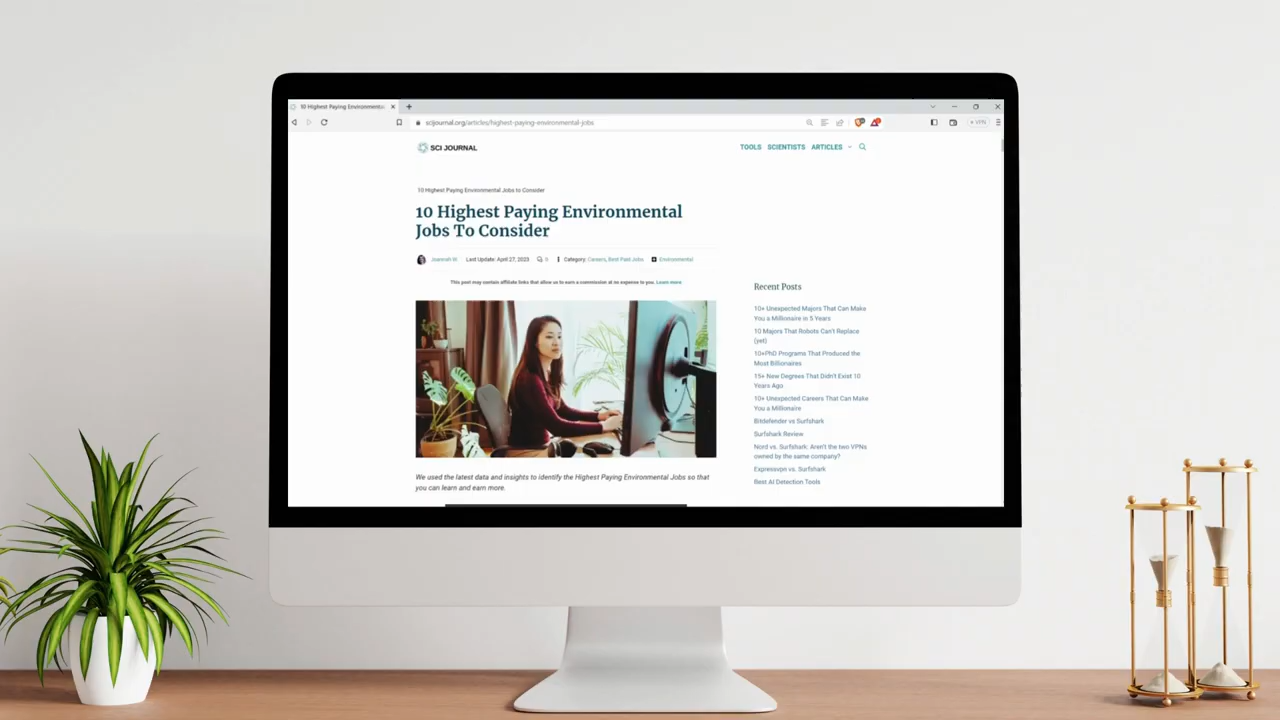 10 Highest Paying Environmental
scijournal.org/articles/highest-paying-environmental-jobs
VPN
SCI JOURNAL
TOOLS SCIENTISTS ARTICLES
10 Highest Paying Environmental Jobs to Consider
10 Highest Paying Environmental
Jobs To Consider
Joannah W. Last Update: April 27, 2023 0 Category: Careers, Best Paid Jobs Environmental
This post may contain affiliate links that allow us to earn a commission at no expense to you. Learn more
We used the latest data and insights to identify the Highest Paying Environmental Jobs so that
you can learn and earn more.
Recent Posts
10+ Unexpected Majors That Can Make
You a Millionaire in 5 Years
10 Majors That Robots Can't Replace
(yet)
10+PhD Programs That Produced the
Most Billionaires
15+ New Degrees That Didn't Exist 10
Years Ago
10+ Unexpected Careers That Can Make
You a Millionaire
Bitdefender vs Surfshark
Surfshark Review
Nord vs. Surfshark: Aren't the two VPNs
owned by the same company?
Expressvpn vs. Surfshark
Best AI Detection Tools